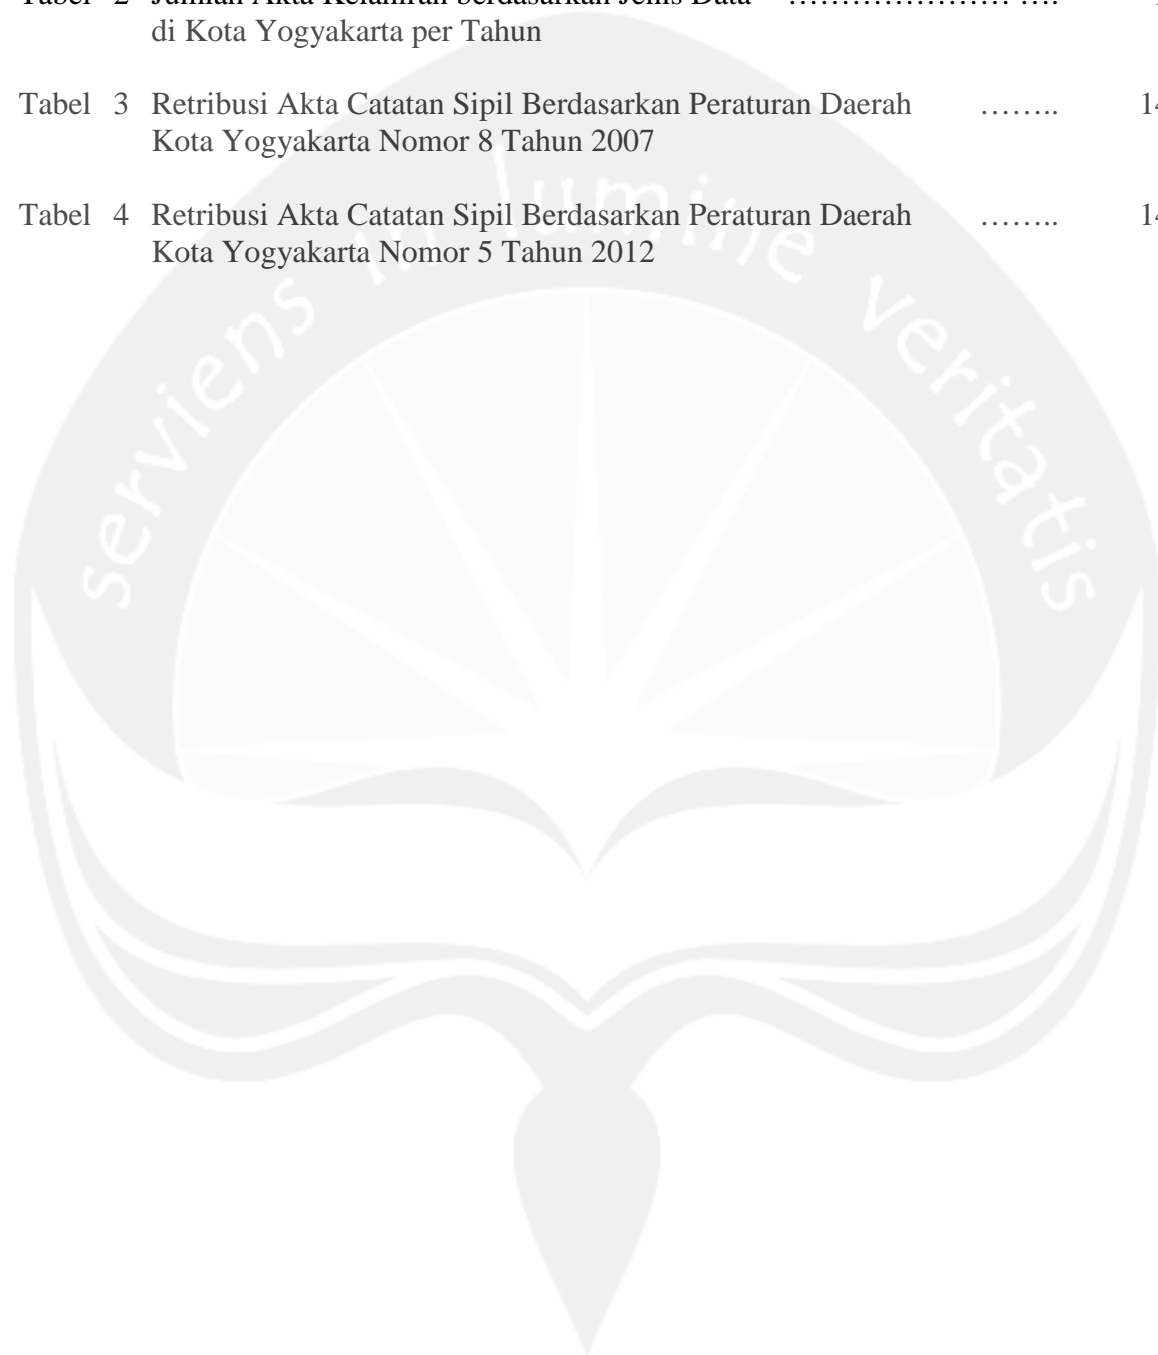 Tabel 2 Jumlah Akta Kelahiran berdasarkan Jenis Data ………………… ….
di Kota Yogyakarta per Tahun
Tabel 3 Retribusi Akta Catatan Sipil Berdasarkan Peraturan Daerah …….. 14
Kota Yogyakarta Nomor 8 Tahun 2007
Tabel 4 Retribusi Akta Catatan Sipil Berdasarkan Peraturan Daerah …….. 14
Kota Yogyakarta Nomor 5 Tahun 2012
serviens in lumine veritatis